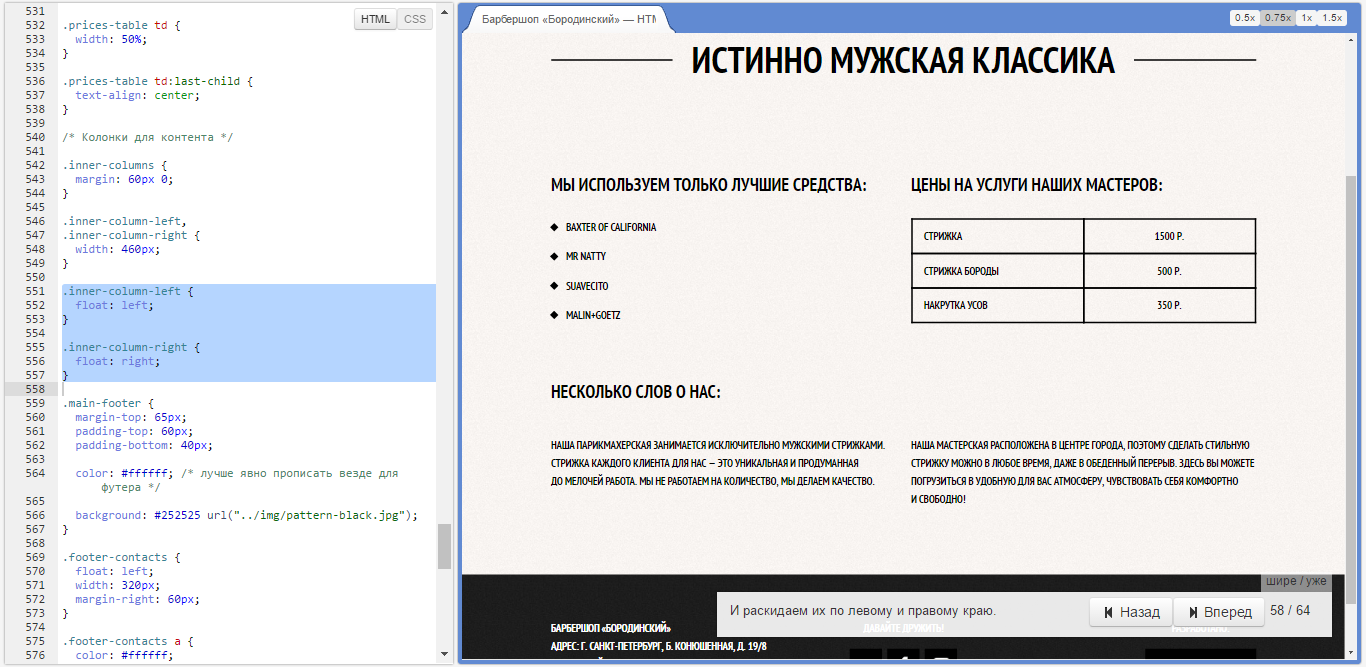 531
HTML CSS
532 .prices-table td {
533 width: 50%;
534 }
535
536 .prices-table td:last-child {
537 text-align: center;
538 }
539
540 /* Колонки для контента */
541
542 .inner-columns {
543 margin: 60px 0;
544 }
545
546 .inner-column-left,
547 .inner-column-right {
548 width: 460px;
549 }
550
551 .inner-column-left {
552 float: left;
553 }
554
555 .inner-column-right {
556 float: right;
557 }
558
559 .main-footer {
560 margin-top: 65px;
561 padding-top: 60px;
562 padding-bottom: 40px;
563
564 color: #ffffff; /* лучше явно прописать везде для
футера */
565
566 background: #252525 url("../img/pattern-black.jpg");
567 }
568
569 .footer-contacts {
570 float: left;
571 width: 320px;
572 margin-right: 60px;
573 }
574
575 .footer-contacts a {
576 color: #ffffff;
Барбершоп «Бородинский» — HTM
0.5x 0.75x 1x 1.5x
ИСТИННО МУЖСКАЯ КЛАССИКА
МЫ ИСПОЛЬЗУЕМ ТОЛЬКО ЛУЧШИЕ СРЕДСТВА:
BAXTER OF CALIFORNIA
MR NATTY
SUAVECITO
MALIN+GOETZ
ЦЕНЫ НА УСЛУГИ НАШИХ МАСТЕРОВ:
СТРИЖКА 1500 Р.
СТРИЖКА БОРОДЫ 500 Р.
НАКРУТКА УСОВ 350 Р.
НЕСКОЛЬКО СЛОВ О НАС:
НАША ПАРИКМАХЕРСКАЯ ЗАНИМАЕТСЯ ИСКЛЮЧИТЕЛЬНО МУЖСКИМИ СТРИЖКАМИ.
СТРИЖКА КАЖДОГО КЛИЕНТА ДЛЯ НАС — ЭТО УНИКАЛЬНАЯ И ПРОДУМАННАЯ
ДО МЕЛОЧЕЙ РАБОТА. МЫ НЕ РАБОТАЕМ НА КОЛИЧЕСТВО, МЫ ДЕЛАЕМ КАЧЕСТВО.
НАША МАСТЕРСКАЯ РАСПОЛОЖЕНА В ЦЕНТРЕ ГОРОДА, ПОЭТОМУ СДЕЛАТЬ СТИЛЬНУЮ
СТРИЖКУ МОЖНО В ЛЮБОЕ ВРЕМЯ, ДАЖЕ В ОБЕДЕННЫЙ ПЕРЕРЫВ. ЗДЕСЬ ВЫ МОЖЕТЕ
ПОГРУЗИТЬСЯ В УДОБНУЮ ДЛЯ ВАС АТМОСФЕРУ, ЧУВСТВОВАТЬ СЕБЯ КОМФОРТНО
И СВОБОДНО!
шире / уже
И раскидаем их по левому и правому краю.
Назад Вперед 58 / 64
БАРБЕРШОП «БОРОДИНСКИЙ»
АДРЕС: Г. САНКТ-ПЕТЕРБУРГ, Б. КОНЮШЕННАЯ, Д. 19/8
ДАВАЙТЕ ДРУЖИТЬ!
РАЗРАБОТАНО: